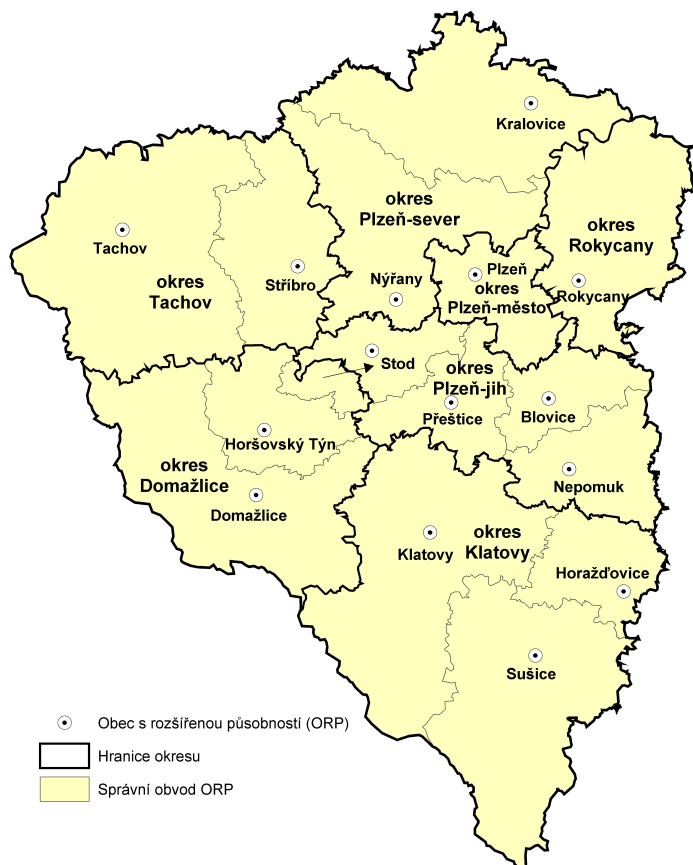 Kralovice
okres
Plzeň-sever
okres
Rokycany
Tachov
okres
Tachov
Stříbro
Nýřany
Plzeň
okres
Plzeň-město
Rokycany
Stod
okres
Plzeň-jih
Přeštice
Blovice
Horšovský Týn
okres
Domažlice
Domažlice
Nepomuk
Klatovy
okres
Klatovy
Horažďovice
Sušice
Obec s rozšířenou působností (ORP)
Hranice okresu
Správní obvod ORP